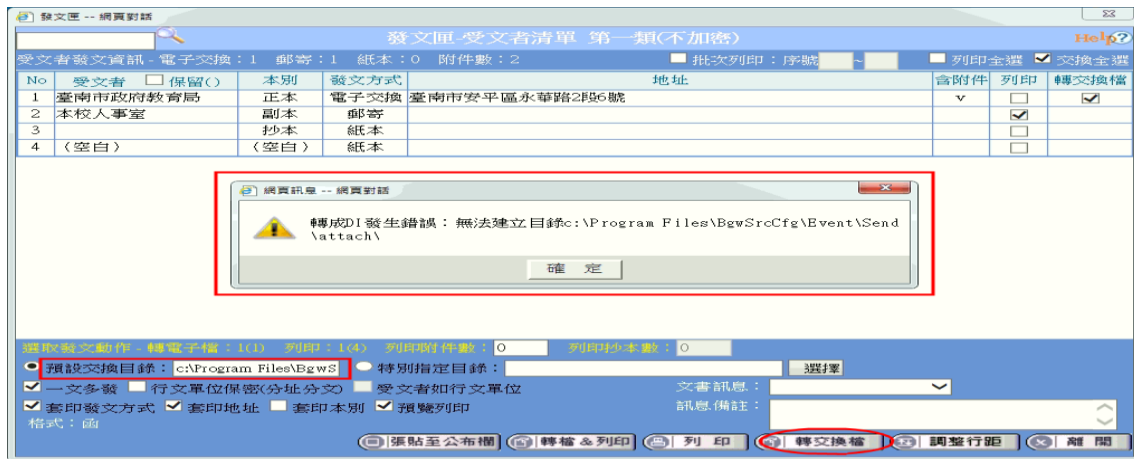 發文匣 -- 網頁對話
發文匣-受文者清單 第一類(不加密)
Help?
受文者發文資訊 - 電子交換：1 郵寄：1 紙本：0 附件數：2 批次列印：序號 ~ 列印全選 交換全選
No 受文者 保留() 本別 發文方式 地址 含附件 列印 轉交換檔
1 臺南市政府教育局 正本 電子交換 臺南市安平區永華路2段6號 v
2 本校人事室 副本 郵寄
3 抄本 紙本
4 （空白） （空白） 紙本
網頁訊息 -- 網頁對話
轉成DI發生錯誤：無法建立目錄c:\Program Files\BgwSrcCfg\Event\Send
\attach\
確 定
選取發文動作 - 轉電子檔：1(1) 列印：1(4) 列印附件數：0 列印抄本數：0
預設交換目錄：c:\Program Files\BgwS 特別指定目錄： 選擇
一文多發 行文單位保密(分址分文) 受文者如行文單位 文書訊息：
套印發文方式 套印地址 套印本別 預覽列印 訊息備註：
格式：函
張貼至公布欄 轉檔&列印 列 印 轉交換檔 調整行距 離 開